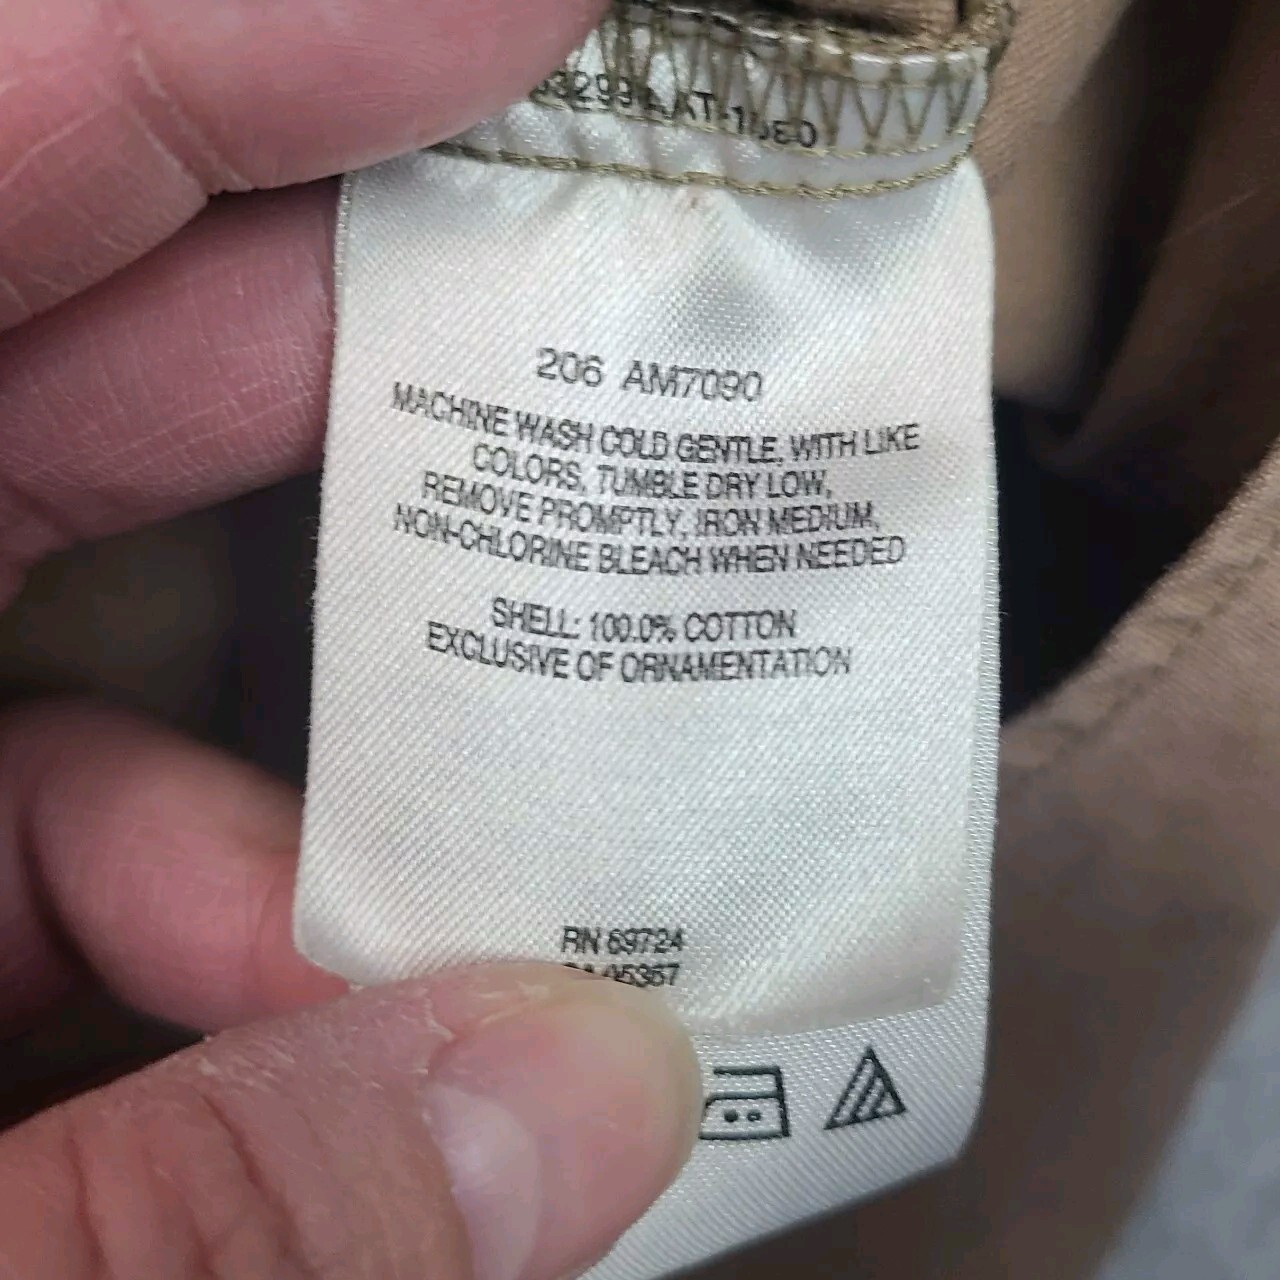 206 AM7090
MACHINE WASH COLD GENTLE, WITH LIKE
COLORS, TUMBLE DRY LOW,
REMOVE PROMPTLY, IRON MEDIUM,
NON-CHLORINE BLEACH WHEN NEEDED
SHELL: 100.0% COTTON
EXCLUSIVE OF ORNAMENTATION
RN 69724
05367